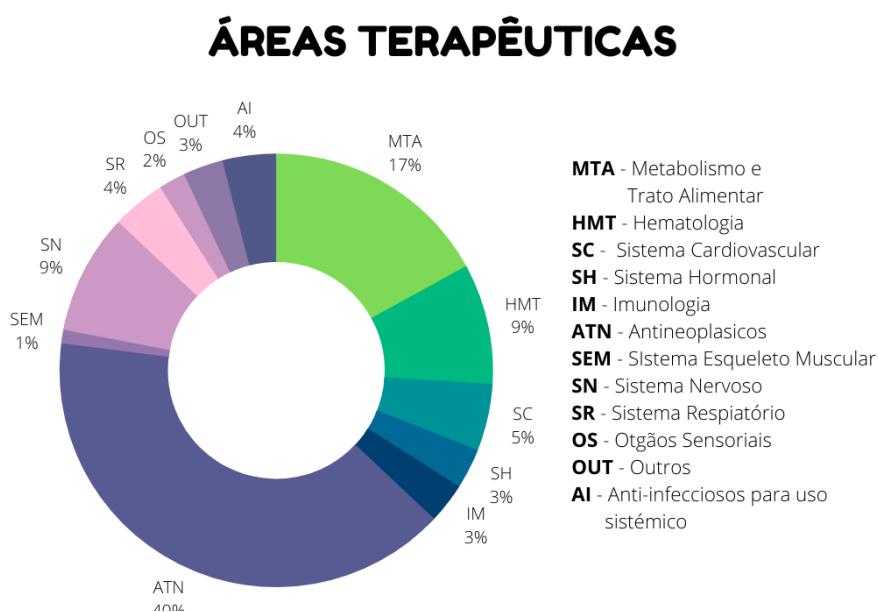 ÁREAS TERAPÊUTICAS
AI
4%
OUT
3%
OS
2%
SR
4%
SN
9%
SEM
1%
ATN
40%
MTA
17%
HMT
9%
SC
5%
SH
3%
IM
3%
MTA - Metabolismo e
Trato Alimentar
HMT - Hematologia
SC - Sistema Cardiovascular
SH - Sistema Hormonal
IM - Imunologia
ATN - Antineoplasicos
SEM - SIstema Esqueleto Muscular
SN - Sistema Nervoso
SR - Sistema Respiatório
OS - Otgãos Sensoriais
OUT - Outros
AI - Anti-infecciosos para uso
sistémico